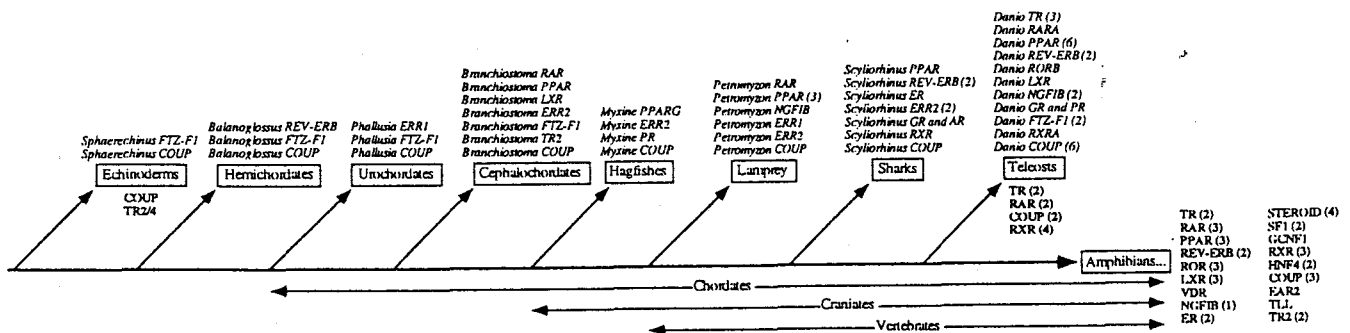 Sphaerechinus FTZ-F1
Sphaerechinus COUP
Echinoderms
COUP
TR2/4
Balanoglossus REV-ERB
Balanoglossus FTZ-F1
Balanoglossus COUP
Hemichordates
Phallusia ERR1
Phallusia FTZ-F1
Phallusia COUP
Urochordates
Branchiostoma RAR
Branchiostoma PPAR
Branchiostoma LXR
Branchiostoma ERR2
Branchiostoma FTZ-F1
Branchiostoma TR2
Branchiostoma COUP
Cephalochordates
Myxine PPARG
Myxine ERR2
Myxine PR
Myxine COUP
Hagfishes
Petromyzon RAR
Petromyzon PPAR (3)
Petromyzon NGFIB
Petromyzon ERR1
Petromyzon ERR2
Petromyzon COUP
Lamprey
Scyliorhinus PPAR
Scyliorhinus REV-ERB (2)
Scyliorhinus ER
Scyliorhinus ERR2 (2)
Scyliorhinus GR and AR
Scyliorhinus RXR
Scyliorhinus COUP
Sharks
Danio TR (3)
Danio RARA
Danio PPAR (6)
Danio REV-ERB (2)
Danio RORB
Danio LXR
Danio NGFIB (2)
Danio GR and PR
Danio FTZ-F1 (2)
Danio RXRA
Danio COUP (6)
Teleosts
TR (2)
RAR (2)
COUP (2)
RXR (4)
Amphibians...
TR (2)
RAR (3)
PPAR (3)
REV-ERB (2)
ROR (3)
LXR (3)
VDR
NGFIB (1)
ER (2)
STEROID (4)
SF1 (2)
GCNF1
RXR (3)
HNF4 (2)
COUP (3)
EAR2
TLL
TR2 (2)
Chordates
Craniates
Vertebrates